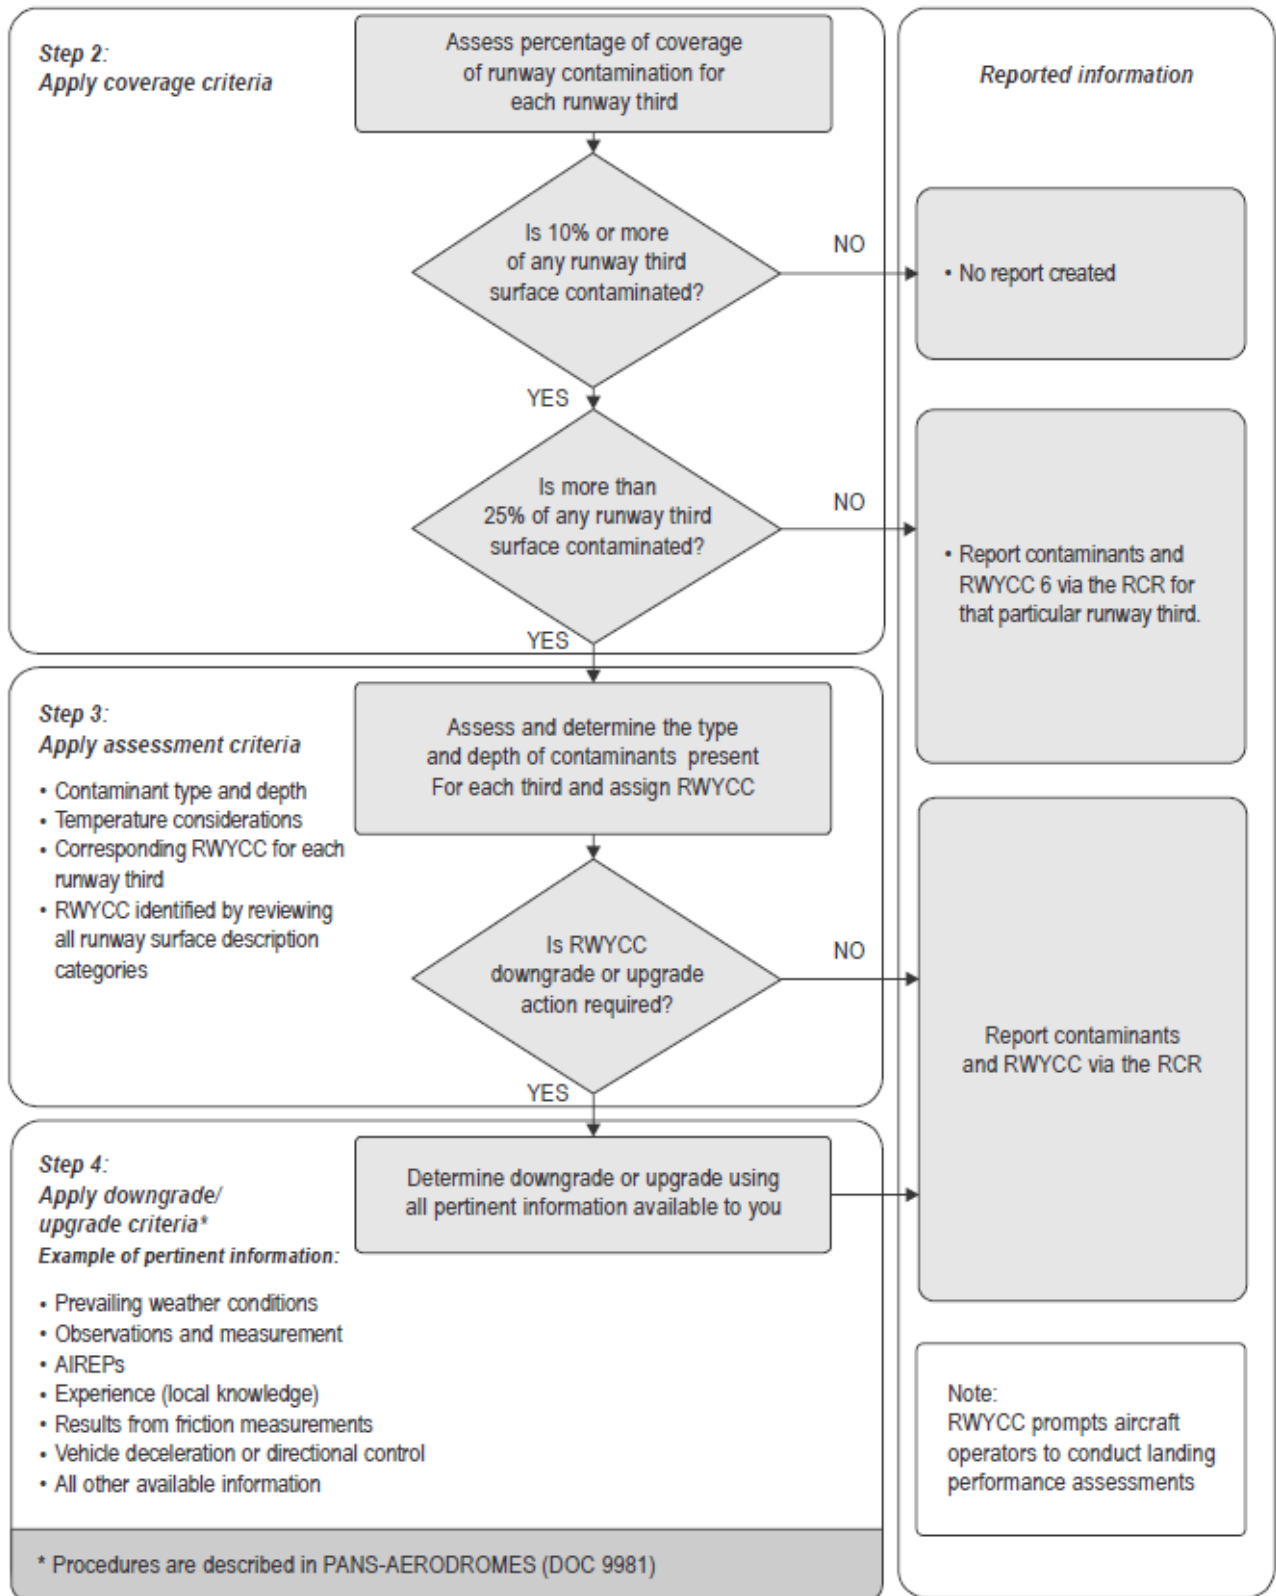 Step 2:
Apply coverage criteria
Assess percentage of coverage
of runway contamination for
each runway third
Reported information
Is 10% or more
of any runway third
surface contaminated?
NO
• No report created
YES
Is more than
25% of any runway third
surface contaminated?
NO
• Report contaminants and
RWYCC 6 via the RCR for
that particular runway third.
YES
Step 3:
Apply assessment criteria
• Contaminant type and depth
• Temperature considerations
• Corresponding RWYCC for each
runway third
• RWYCC identified by reviewing
all runway surface description
categories
Assess and determine the type
and depth of contaminants present
For each third and assign RWYCC
Is RWYCC
downgrade or upgrade
action required?
NO
Report contaminants
and RWYCC via the RCR
YES
Step 4:
Apply downgrade/
upgrade criteria*
Example of pertinent information:
• Prevailing weather conditions
• Observations and measurement
• AIREPs
• Experience (local knowledge)
• Results from friction measurements
• Vehicle deceleration or directional control
• All other available information
Determine downgrade or upgrade using
all pertinent information available to you
Note:
RWYCC prompts aircraft
operators to conduct landing
performance assessments
* Procedures are described in PANS-AERODROMES (DOC 9981)